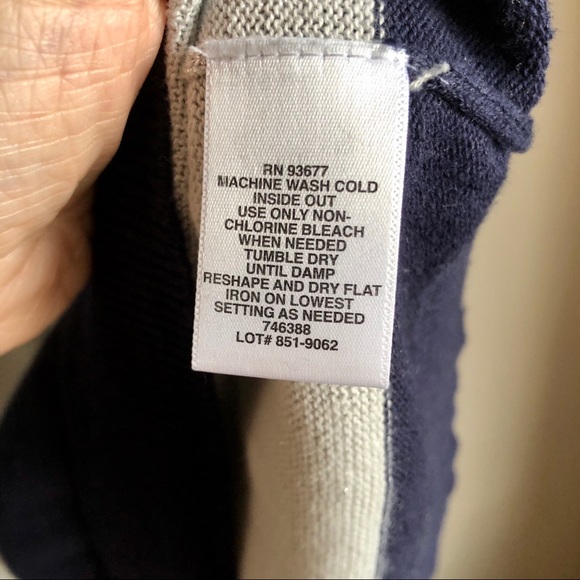 RN 93677
MACHINE WASH COLD
INSIDE OUT
USE ONLY NON-
CHLORINE BLEACH
WHEN NEEDED
TUMBLE DRY
UNTIL DAMP
RESHAPE AND DRY FLAT
IRON ON LOWEST
SETTING AS NEEDED
746388
LOT# 851-9062